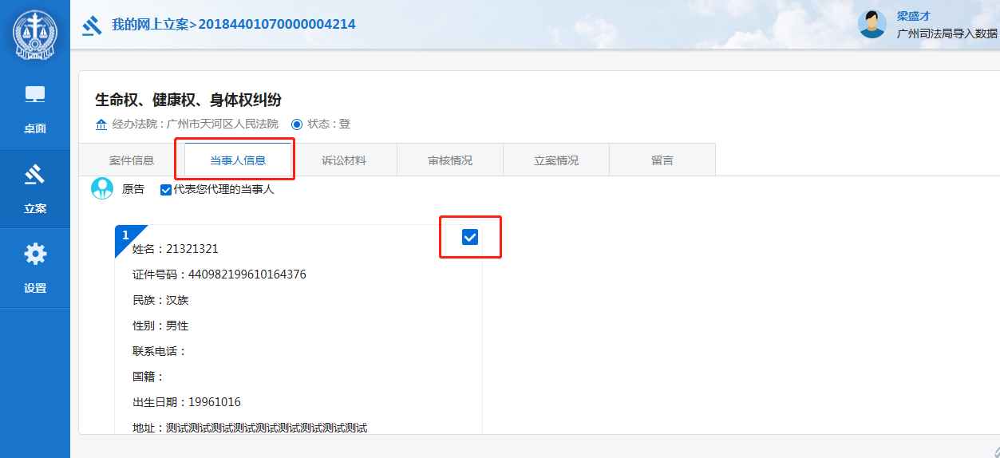 我的网上立案>20184401070000004214
梁盛才
广州司法局导入数据
桌面
立案
设置
生命权、健康权、身体权纠纷
经办法院：广州市天河区人民法院 状态：登
案件信息 当事人信息 诉讼材料 审核情况 立案情况 留言
原告 代表您代理的当事人
1
姓名：21321321
证件号码：440982199610164376
民族：汉族
性别：男性
联系电话：
国籍：
出生日期：19961016
地址：测试测试测试测试测试测试测试测试测试